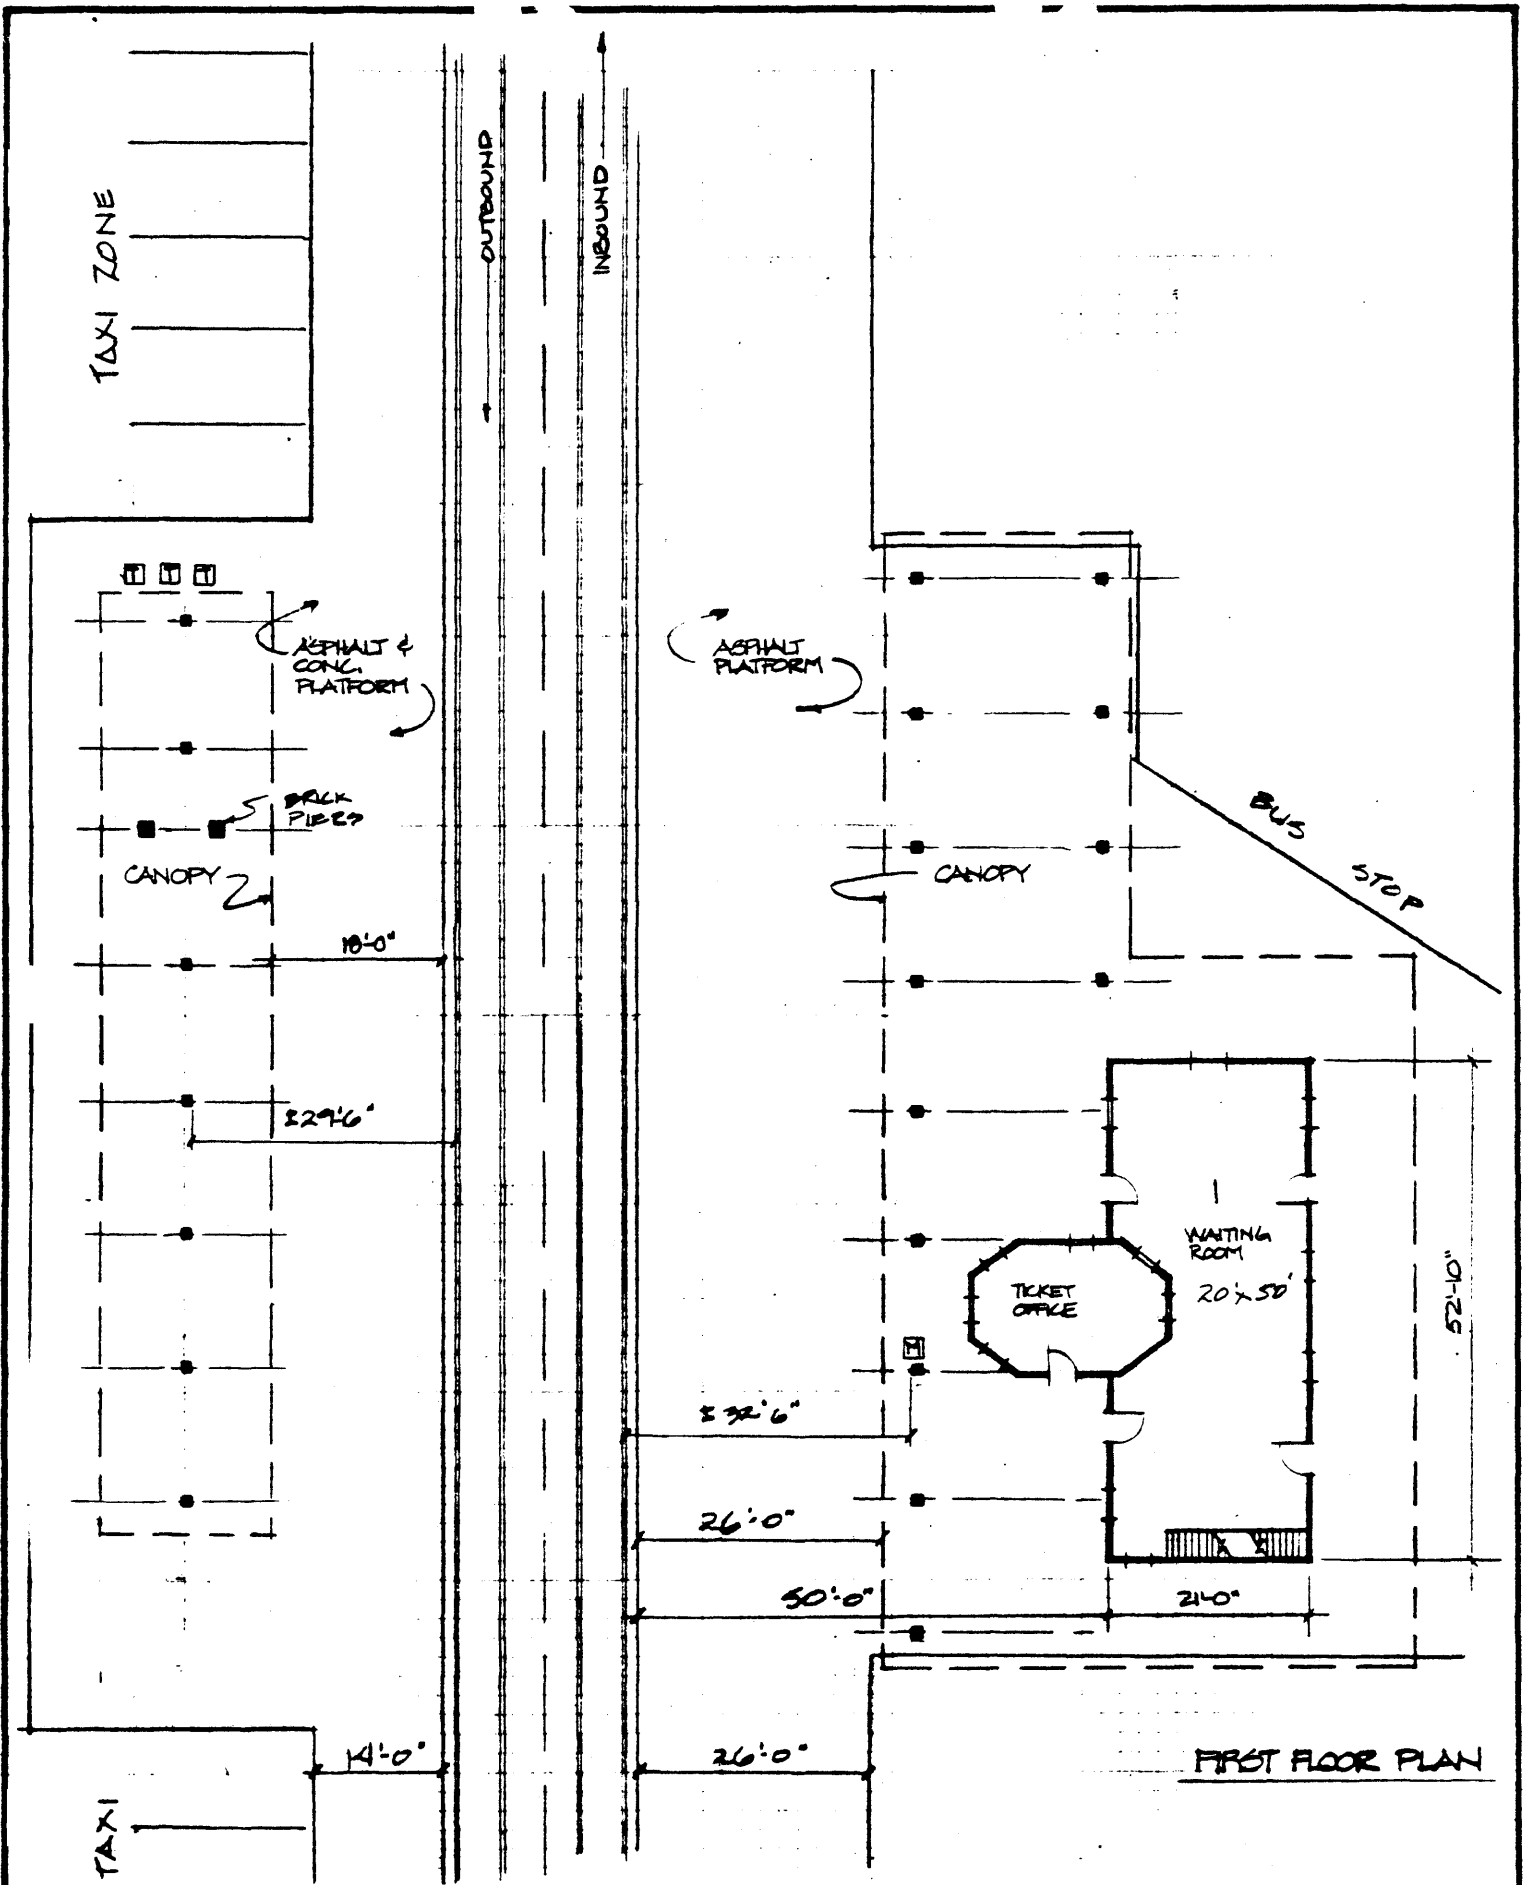 TAXI ZONE
OUTBOUND
INBOUND
T T T
ASPHALT &
CONC.
PLATFORM
ASPHALT
PLATFORM
BRICK
PIERS
CANOPY
CANOPY
BUS STOP
18'-0"
±29'-6"
WAITING
ROOM
20' x 50'
TICKET
OFFICE
52'-10"
± 32'6"
26'-0"
50'-0"
21'-0"
14'-0"
26'-0"
FIRST FLOOR PLAN
TAXI